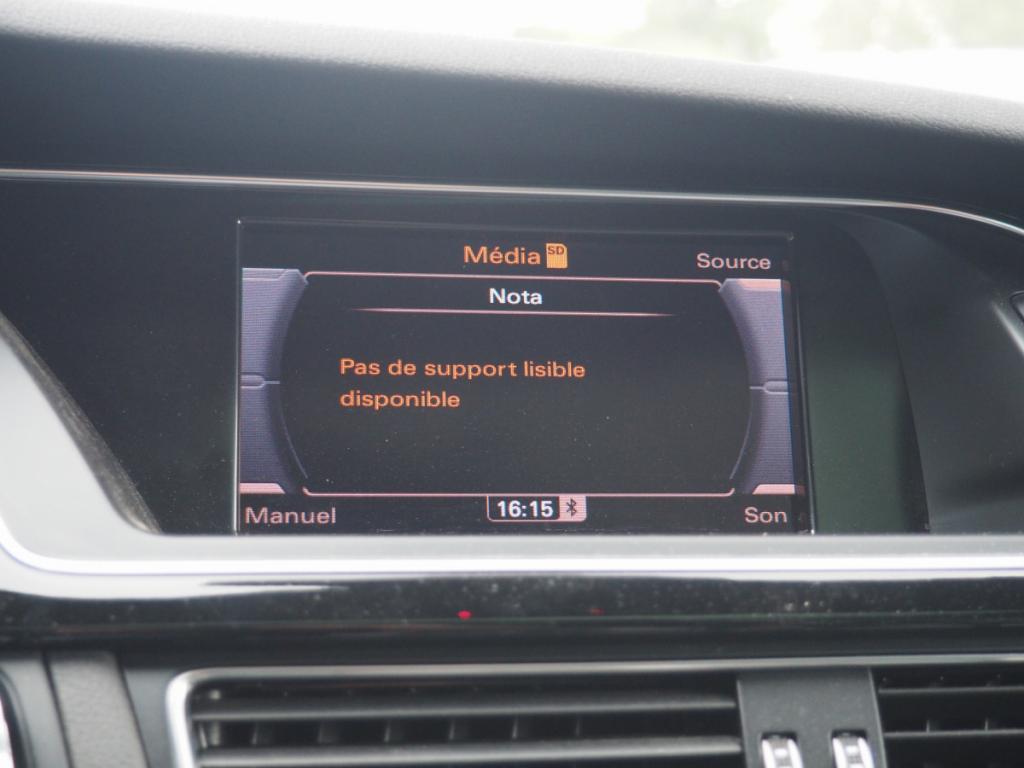 Média SD
Source
Nota
Pas de support lisible
disponible
Manuel
16:15
Son